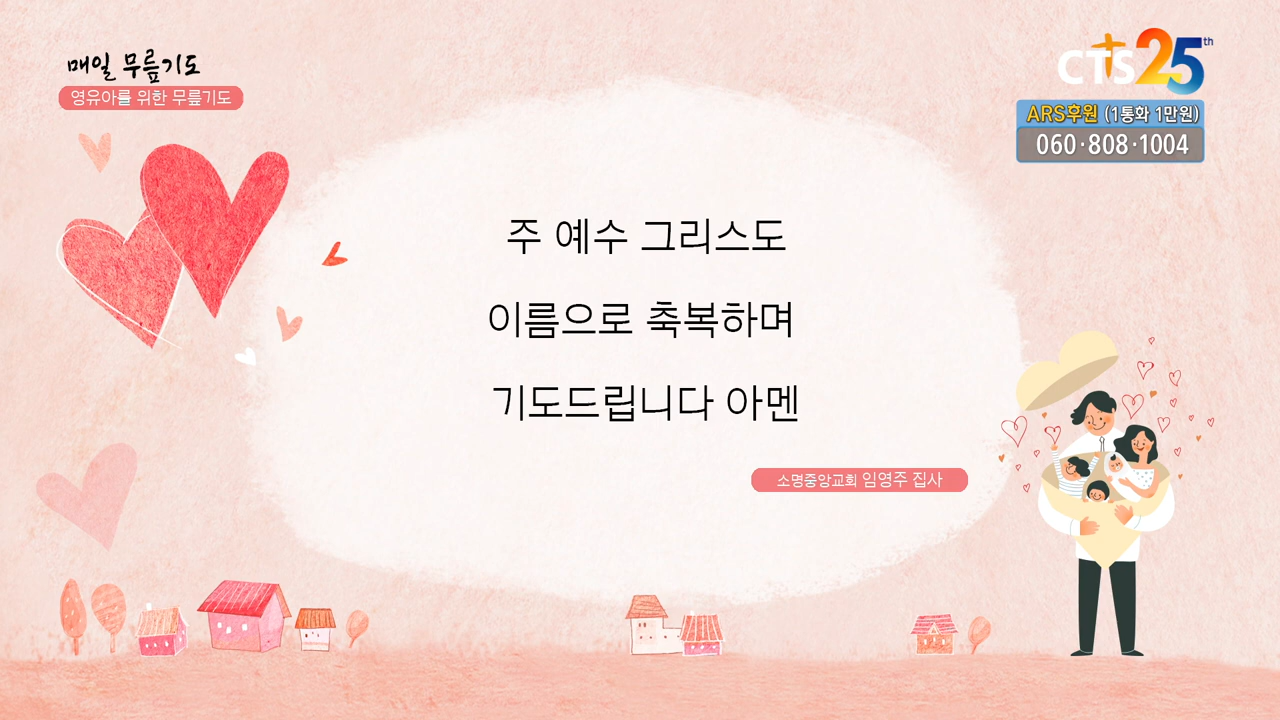 매일 무릎기도
영유아를 위한 무릎기도
CTS 25th
ARS후원 (1통화 1만원)
060·808·1004
주 예수 그리스도
이름으로 축복하며
기도드립니다 아멘
소명중앙교회 임영주 집사